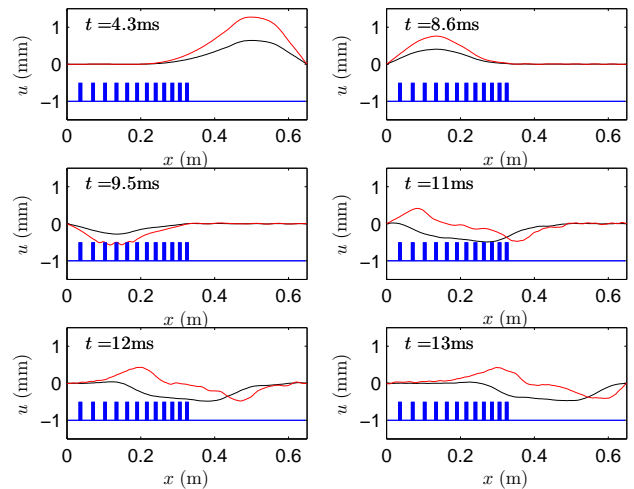 t =4.3ms
1
0
−1
u (mm)
0 0.2 0.4 0.6
x (m)
t =8.6ms
1
0
−1
u (mm)
0 0.2 0.4 0.6
x (m)
t =9.5ms
1
0
−1
u (mm)
0 0.2 0.4 0.6
x (m)
t =11ms
1
0
−1
u (mm)
0 0.2 0.4 0.6
x (m)
t =12ms
1
0
−1
u (mm)
0 0.2 0.4 0.6
x (m)
t =13ms
1
0
−1
u (mm)
0 0.2 0.4 0.6
x (m)